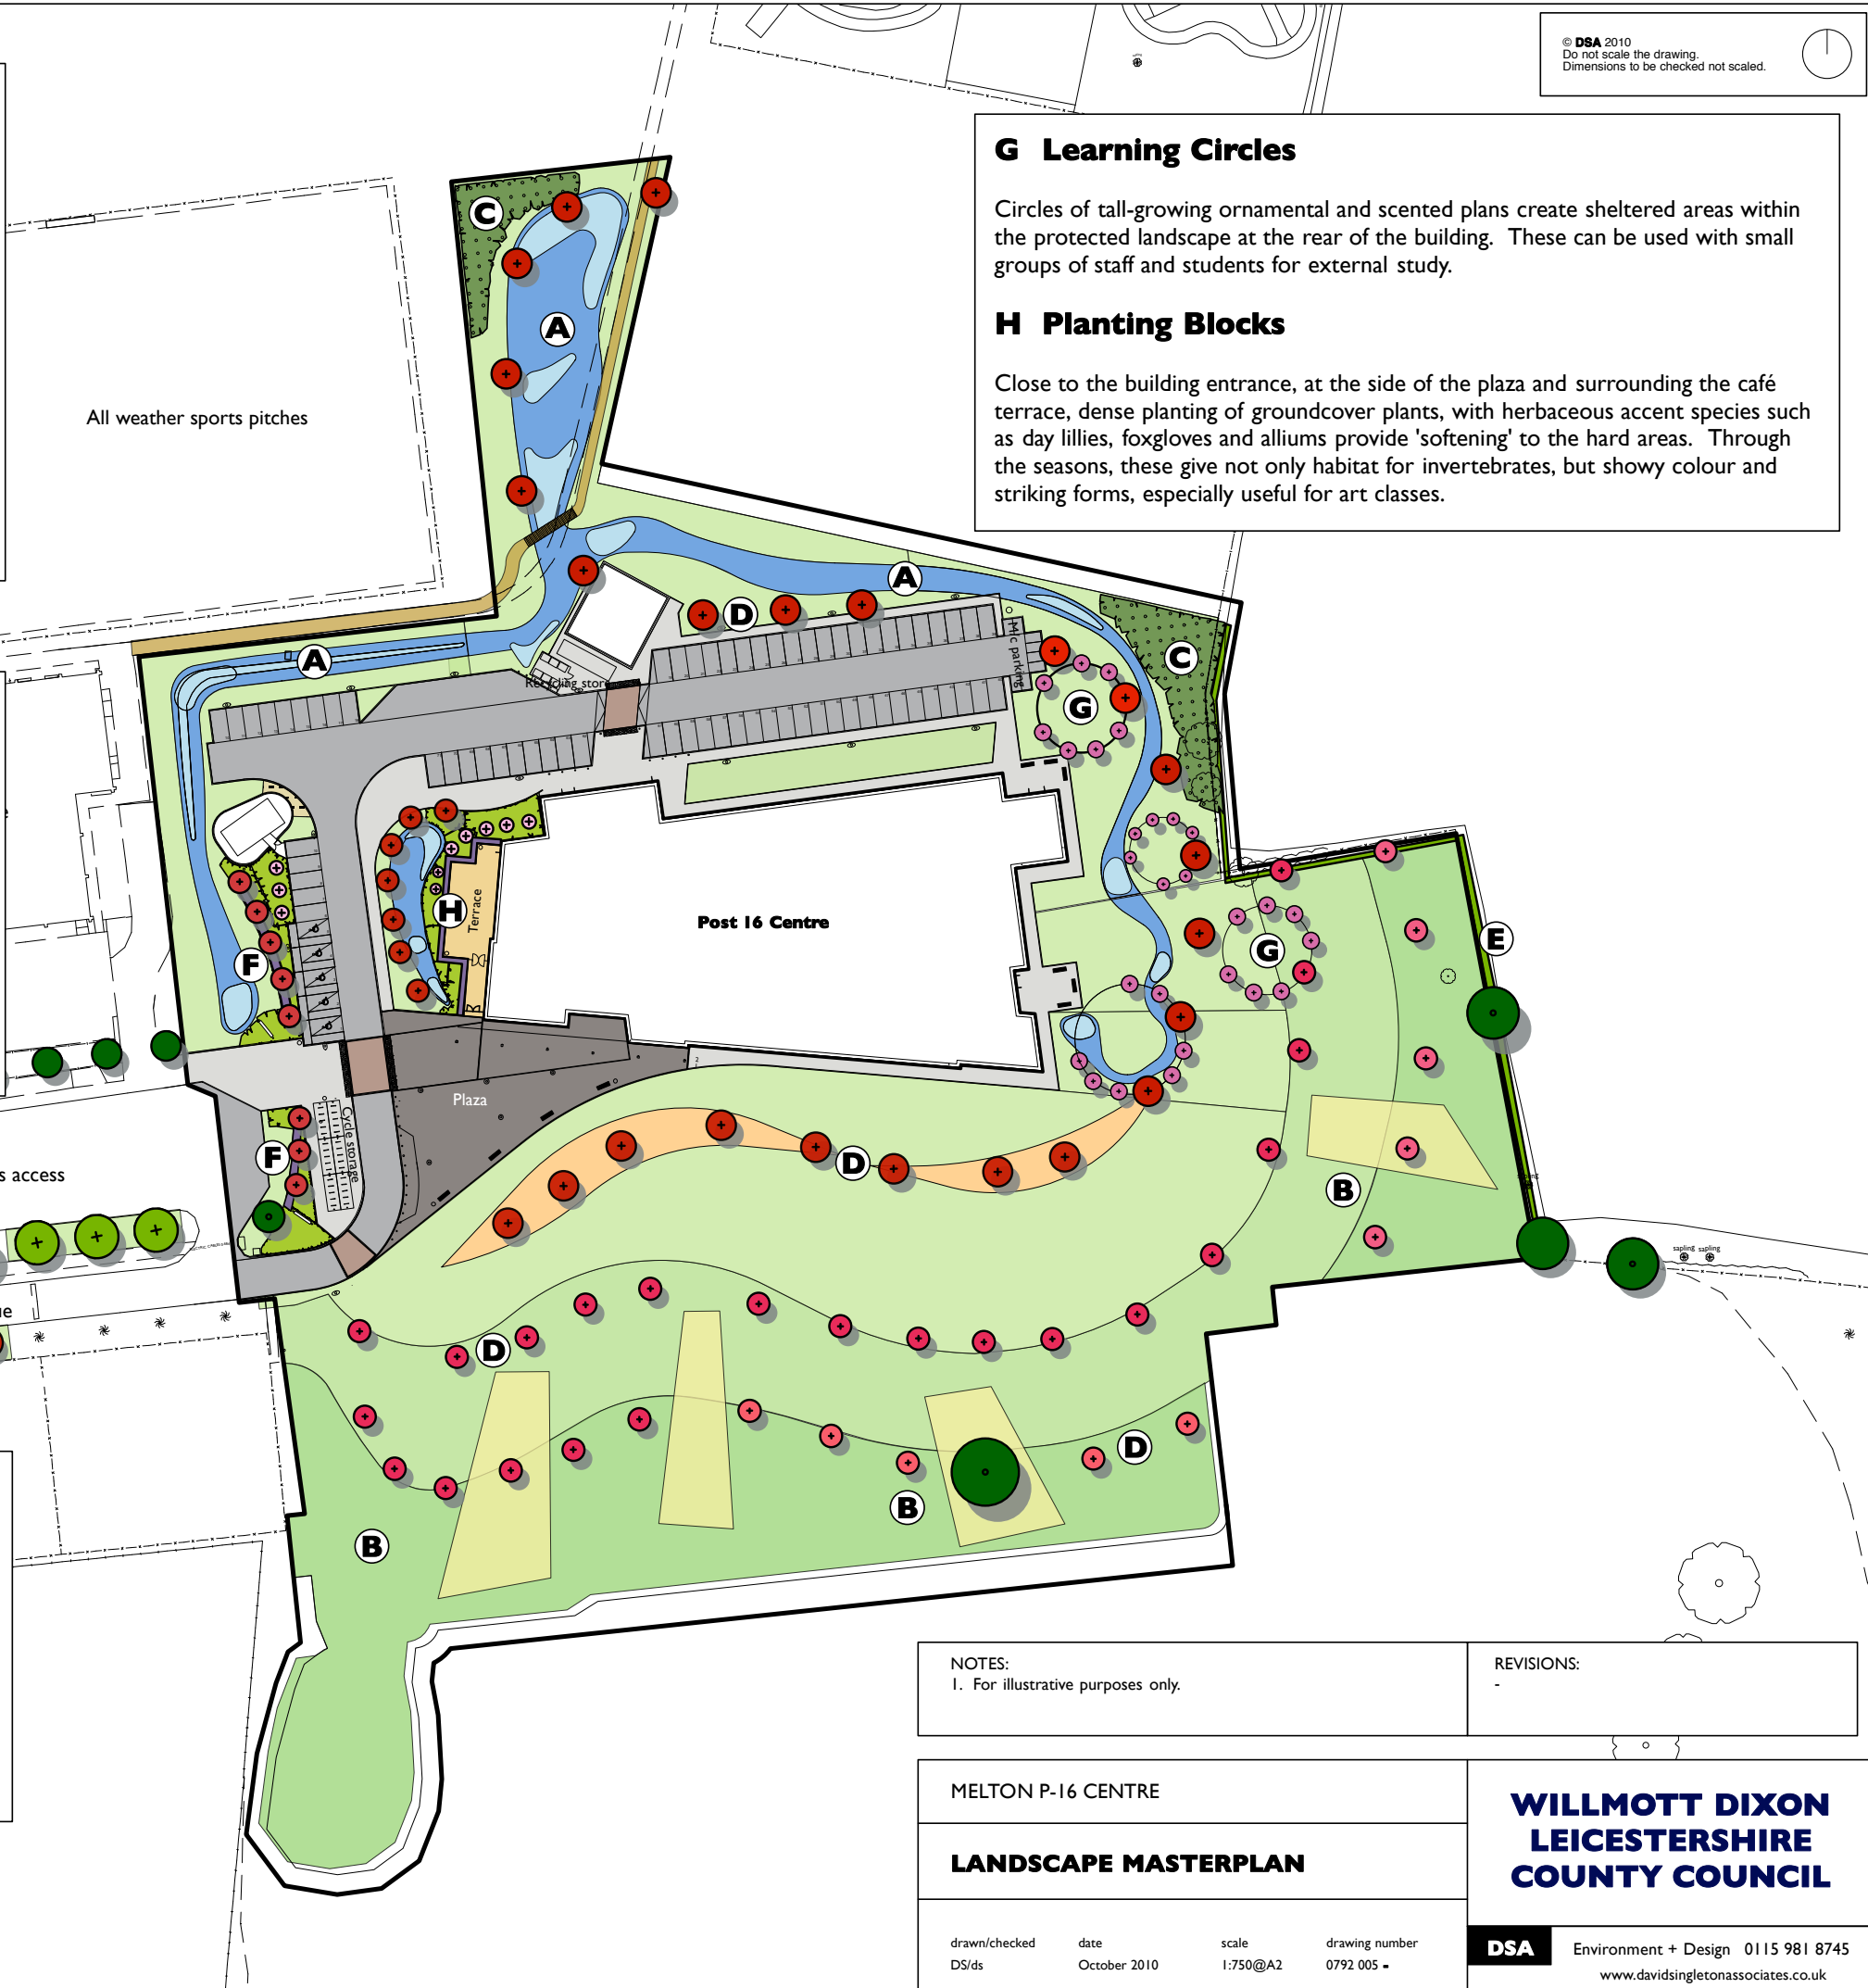 © DSA 2010
Do not scale the drawing.
Dimensions to be checked not scaled.
G Learning Circles
Circles of tall-growing ornamental and scented plans create sheltered areas within
the protected landscape at the rear of the building. These can be used with small
groups of staff and students for external study.
H Planting Blocks
Close to the building entrance, at the side of the plaza and surrounding the café
terrace, dense planting of groundcover plants, with herbaceous accent species such
as day lillies, foxgloves and alliums provide 'softening' to the hard areas. Through
the seasons, these give not only habitat for invertebrates, but showy colour and
striking forms, especially useful for art classes.
C
A
All weather sports pitches
A
D
A
C
M/c parking
Recycling store
G
H
Terrace
Post 16 Centre
E
F
G
Plaza
Cycle storage
F
D
s access
B
sapling sapling
D
D
B
B
NOTES:
1. For illustrative purposes only.
REVISIONS:
-
MELTON P-16 CENTRE
LANDSCAPE MASTERPLAN
WILLMOTT DIXON
LEICESTERSHIRE
COUNTY COUNCIL
drawn/checked date scale drawing number
DS/ds October 2010 1:750@A2 0792 005 -
DSA Environment + Design 0115 981 8745
www.davidsingletonassociates.co.uk